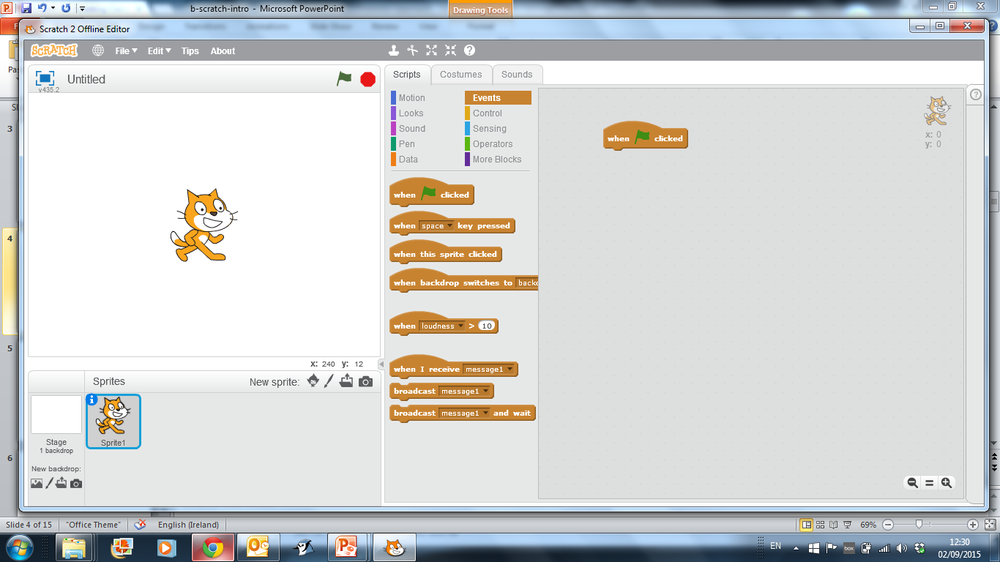 b-scratch-intro - Microsoft PowerPoint
Drawing Tools
Scratch 2 Offline Editor
SCRATCH File Edit Tips About
Untitled
v435.2
Scripts Costumes Sounds
Motion Events
Looks Control
Sound Sensing
Pen Operators
Data More Blocks
when clicked
when space key pressed
when this sprite clicked
when backdrop switches to
when loudness > 10
when I receive message1
broadcast message1
broadcast message1 and wait
when clicked
x: 0
y: 0
x: 240 y: 12
Sprites New sprite:
Sprite1
Stage
1 backdrop
New backdrop:
3
4
5
6
Slide 4 of 15 "Office Theme" English (Ireland) 69%
EN box 12:30
02/09/2015